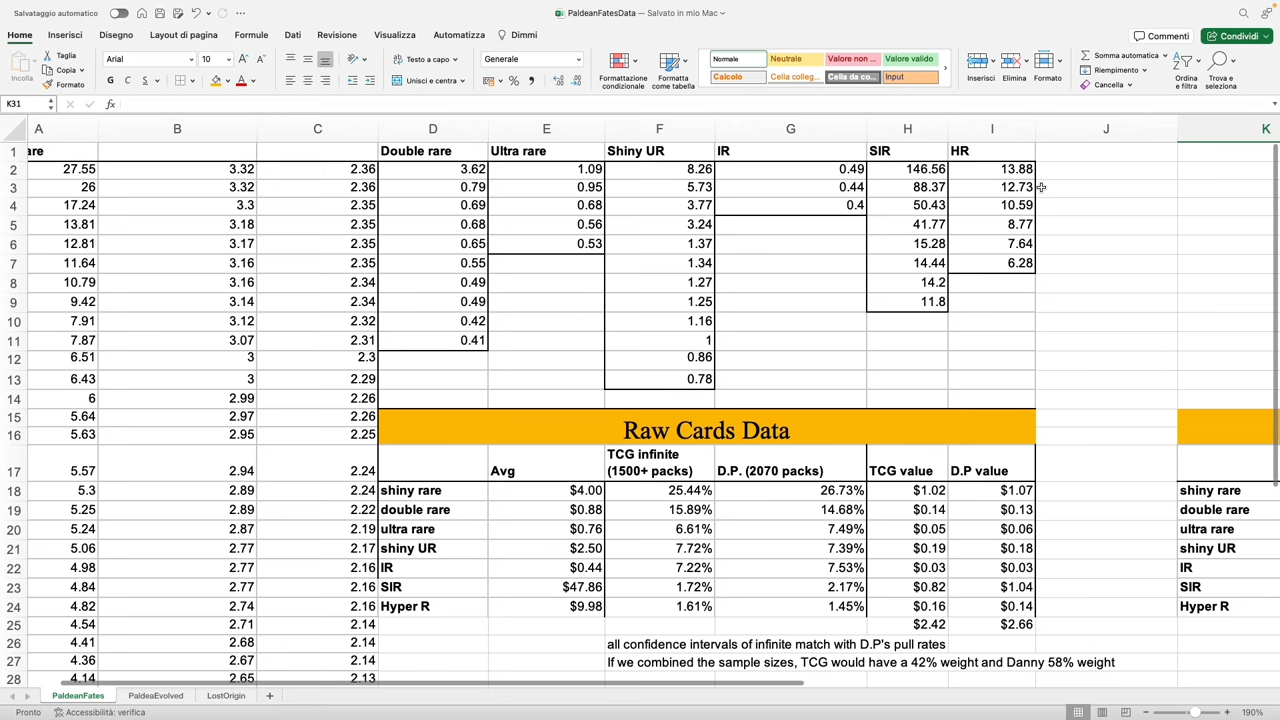 Salvataggio automatico PaldeanFatesData — Salvato in mio Mac
Home Inserisci Disegno Layout di pagina Formule Dati Revisione Visualizza Automatizza Dimmi Commenti Condividi
Incolla Taglia Copia Formato Arial 10 G C S A Testo a capo Unisci e centra Generale Formattazione condizionale Formatta come tabella Normale Neutrale Valore non ... Valore valido Calcolo Cella colleg... Cella da co... Input Inserisci Elimina Formato Somma automatica Riempimento Cancella Ordina e filtra Trova e seleziona
K31 fx
A B C D E F G H I J K
1 are Double rare Ultra rare Shiny UR IR SIR HR
2 27.55 3.32 2.36 3.62 1.09 8.26 0.49 146.56 13.88
3 26 3.32 2.36 0.79 0.95 5.73 0.44 88.37 12.73
4 17.24 3.3 2.35 0.69 0.68 3.77 0.4 50.43 10.59
5 13.81 3.18 2.35 0.68 0.56 3.24 41.77 8.77
6 12.81 3.17 2.35 0.65 0.53 1.37 15.28 7.64
7 11.64 3.16 2.35 0.55 1.34 14.44 6.28
8 10.79 3.16 2.34 0.49 1.27 14.2
9 9.42 3.14 2.34 0.49 1.25 11.8
10 7.91 3.12 2.32 0.42 1.16
11 7.87 3.07 2.31 0.41 1
12 6.51 3 2.3 0.86
13 6.43 3 2.29 0.78
14 6 2.99 2.26
15 5.64 2.97 2.26
16 5.63 2.95 2.25 Raw Cards Data
17 5.57 2.94 2.24 Avg TCG infinite (1500+ packs) D.P. (2070 packs) TCG value D.P value
18 5.3 2.89 2.24 shiny rare $4.00 25.44% 26.73% $1.02 $1.07 shiny rare
19 5.25 2.89 2.22 double rare $0.88 15.89% 14.68% $0.14 $0.13 double rare
20 5.24 2.87 2.19 ultra rare $0.76 6.61% 7.49% $0.05 $0.06 ultra rare
21 5.06 2.77 2.17 shiny UR $2.50 7.72% 7.39% $0.19 $0.18 shiny UR
22 4.98 2.77 2.16 IR $0.44 7.22% 7.53% $0.03 $0.03 IR
23 4.84 2.77 2.16 SIR $47.86 1.72% 2.17% $0.82 $1.04 SIR
24 4.82 2.74 2.16 Hyper R $9.98 1.61% 1.45% $0.16 $0.14 Hyper R
25 4.54 2.71 2.14 $2.42 $2.66
26 4.41 2.68 2.14 all confidence intervals of infinite match with D.P's pull rates
27 4.36 2.67 2.14 If we combined the sample sizes, TCG would have a 42% weight and Danny 58% weight
28 4.14 2.65 2.13
PaldeanFates PaldeaEvolved LostOrigin +
Pronto Accessibilità: verifica 190%